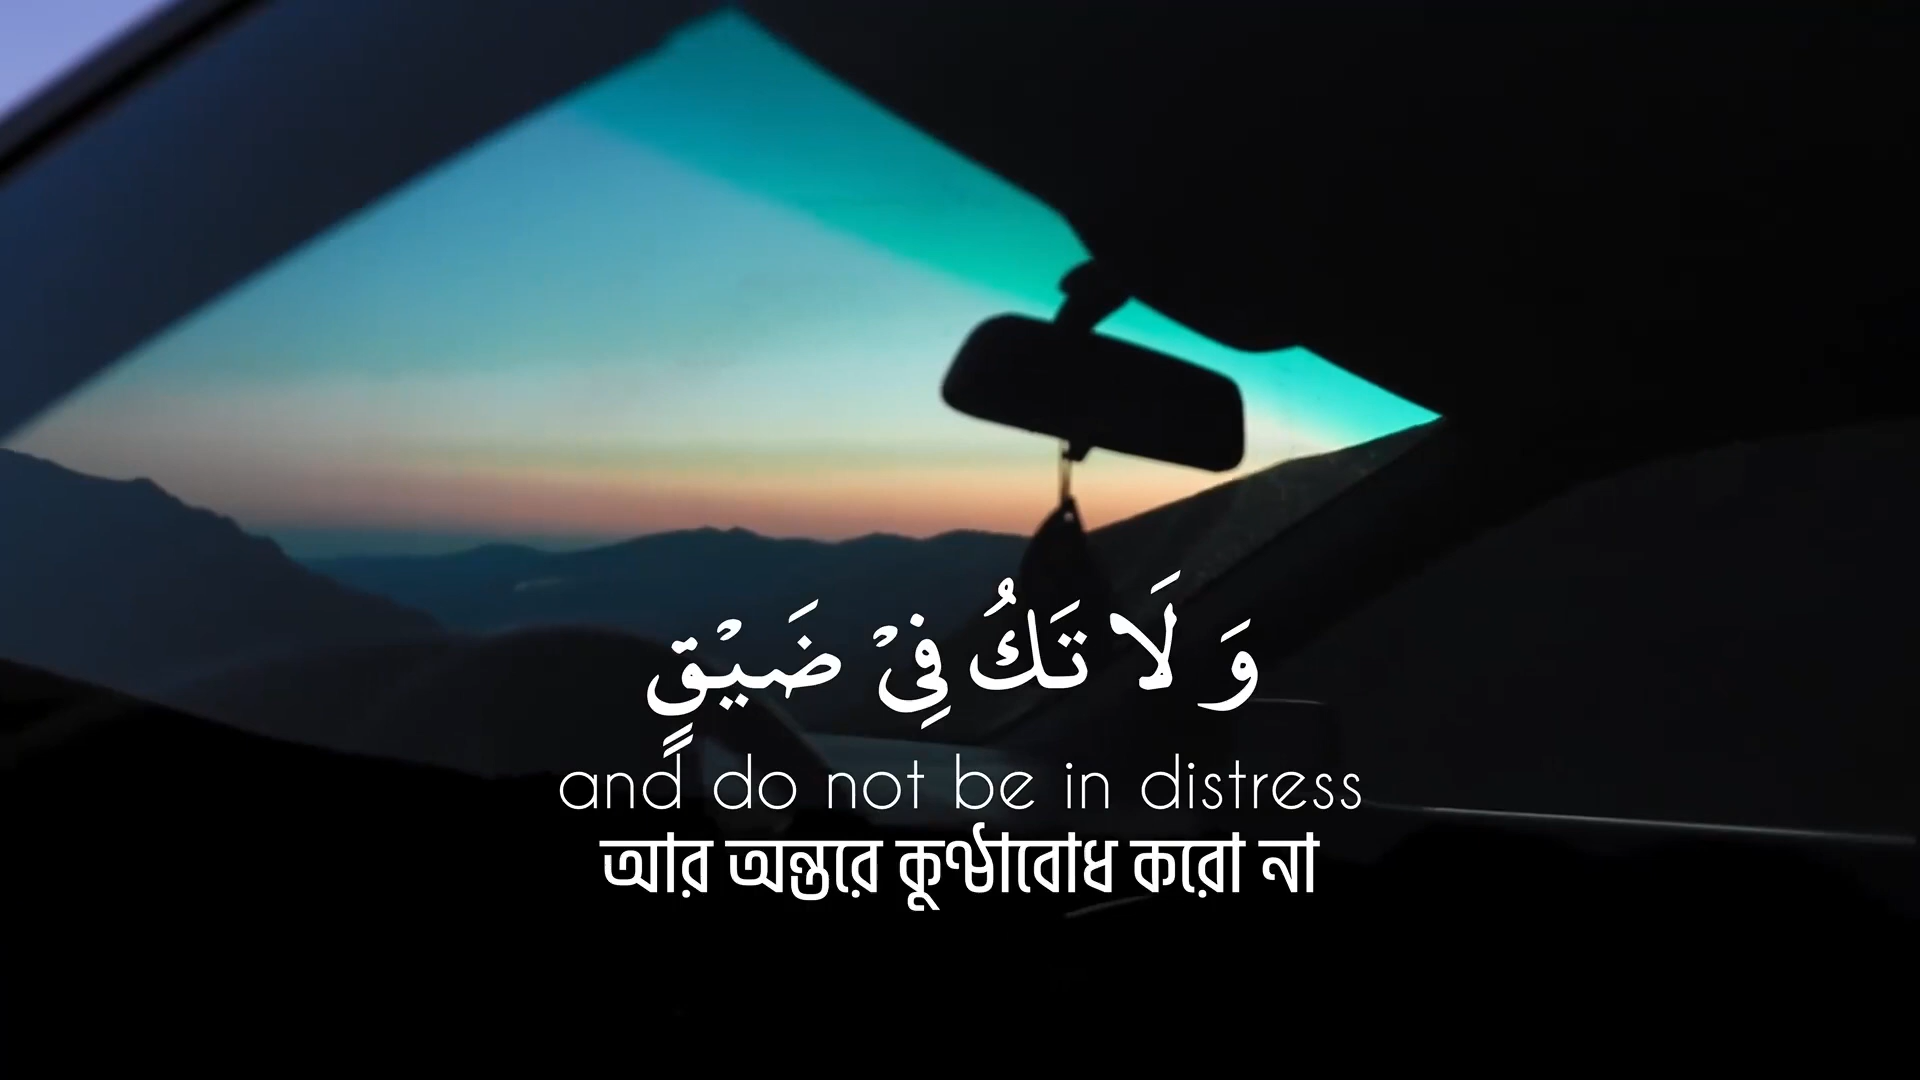 وَ لَا تَكُ فِيْ ضَيْقٍ
and do not be in distress
আর অন্তরে কুণ্ঠাবোধ করো না